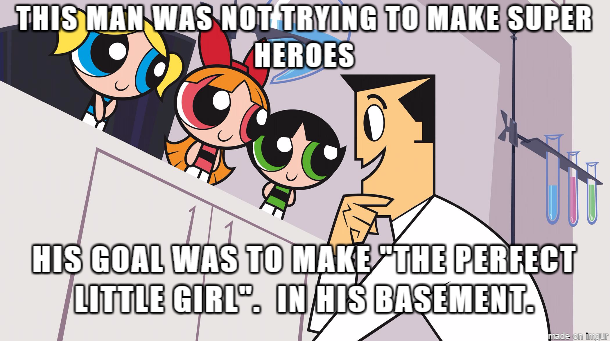 THIS MAN WAS NOT TRYING TO MAKE SUPER
HEROES
HIS GOAL WAS TO MAKE "THE PERFECT
LITTLE GIRL".  IN HIS BASEMENT.
made on imgur